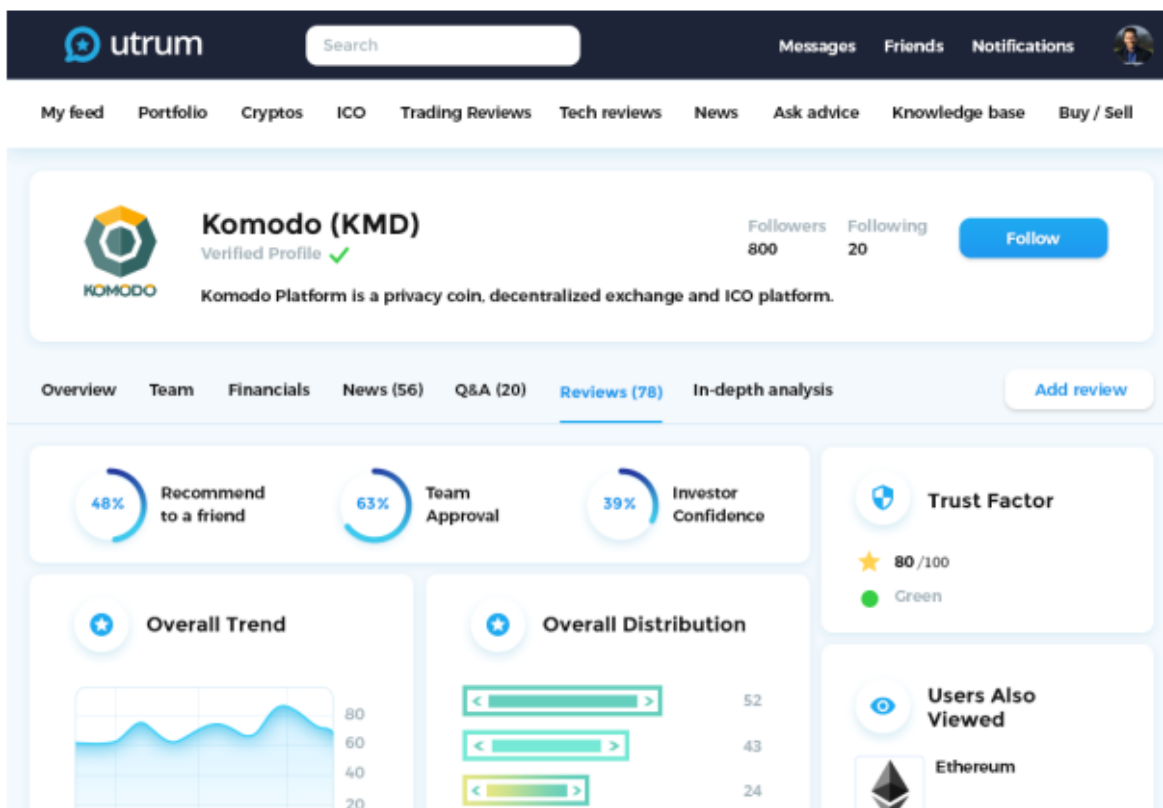 utrum
Search
Messages Friends Notifications
My feed Portfolio Cryptos ICO Trading Reviews Tech reviews News Ask advice Knowledge base Buy / Sell
Komodo (KMD)
Verified Profile
KOMODO
Komodo Platform is a privacy coin, decentralized exchange and ICO platform.
Followers Following
800 20
Follow
Overview Team Financials News (56) Q&A (20) Reviews (78) In-depth analysis
Add review
48%
Recommend
to a friend
63%
Team
Approval
39%
Investor
Confidence
Trust Factor
80 /100
Green
Overall Trend
80
60
40
20
Overall Distribution
52
43
24
Users Also
Viewed
Ethereum